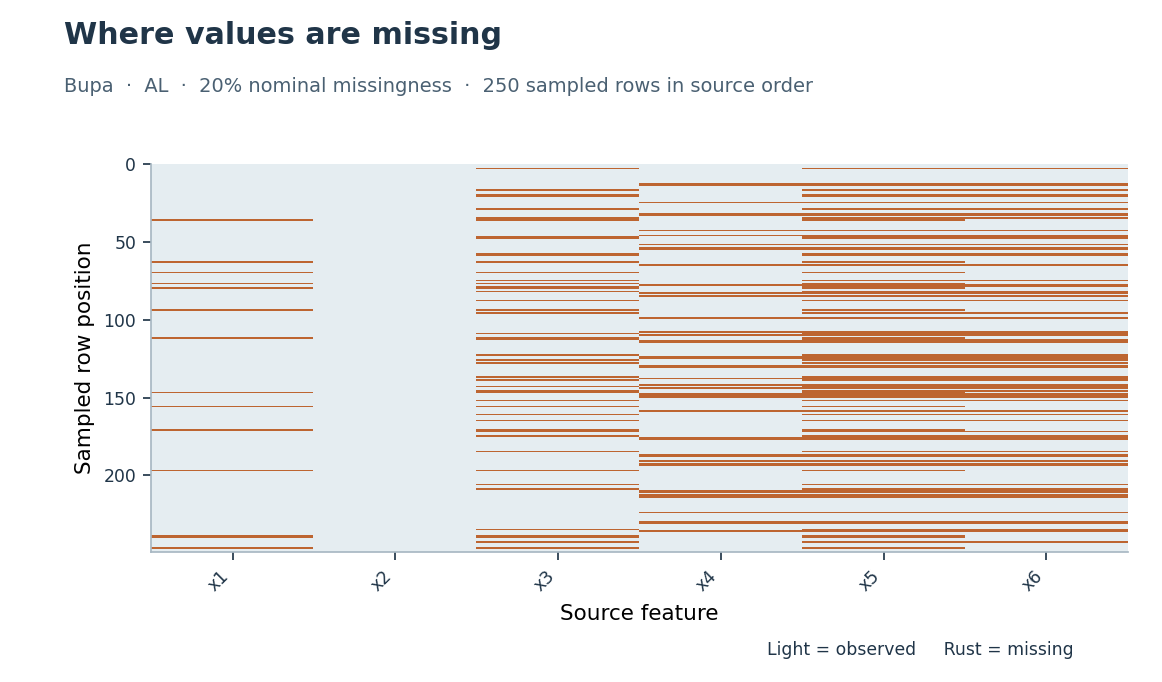 Where values are missing
Bupa · AL · 20% nominal missingness · 250 sampled rows in source order
Sampled row position
0
50
100
150
200
x1
x2
x3
x4
x5
x6
Source feature
Light = observed Rust = missing